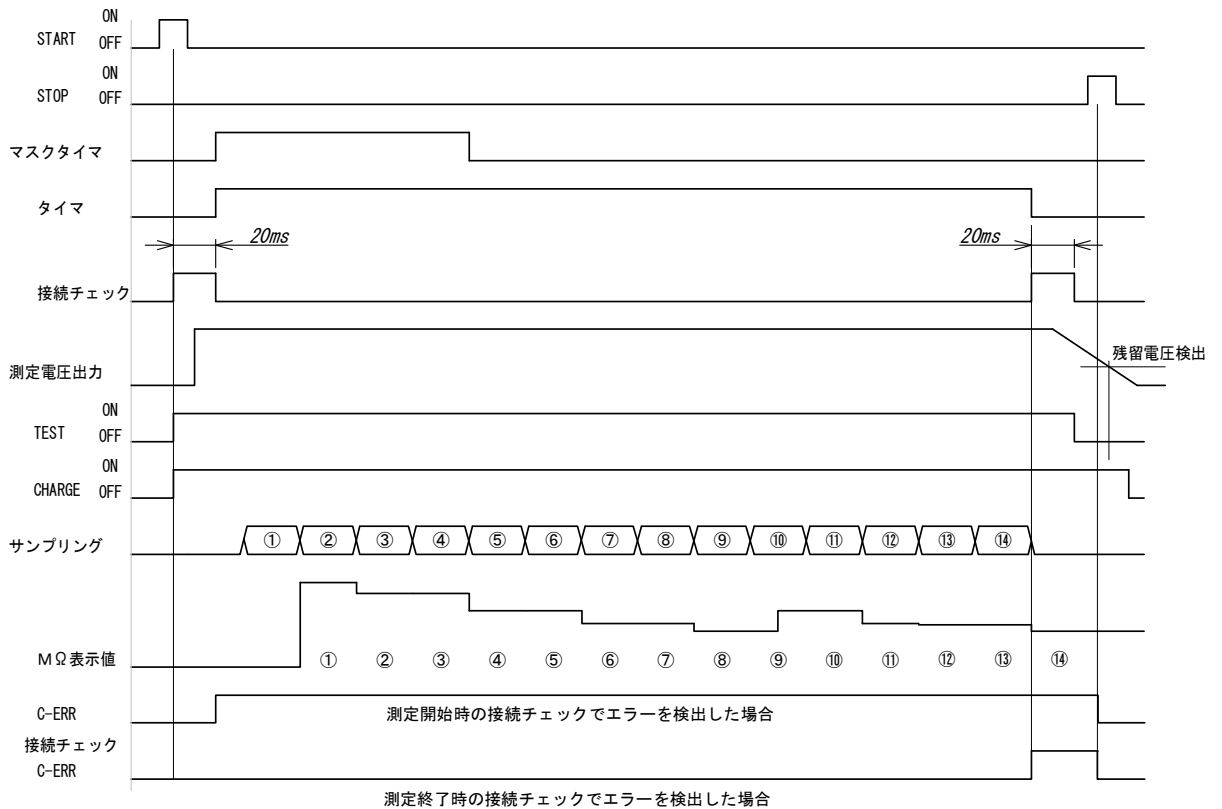 ON
START OFF
ON
STOP OFF
マスクタイマ
タイマ
20ms 20ms
接続チェック
測定電圧出力
残留電圧検出
ON
TEST OFF
ON
CHARGE OFF
サンプリング ① ② ③ ④ ⑤ ⑥ ⑦ ⑧ ⑨ ⑩ ⑪ ⑫ ⑬ ⑭
MΩ表示値 ① ② ③ ④ ⑤ ⑥ ⑦ ⑧ ⑨ ⑩ ⑪ ⑫ ⑬ ⑭
C-ERR 測定開始時の接続チェックでエラーを検出した場合
接続チェック
C-ERR
測定終了時の接続チェックでエラーを検出した場合